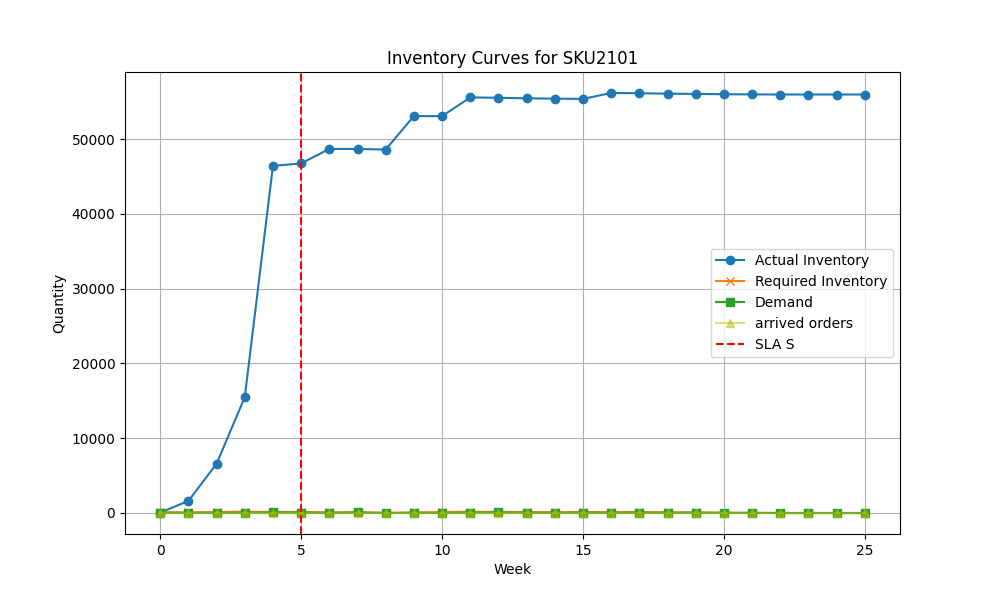 Inventory Curves for SKU2101
Quantity
50000
40000
30000
20000
10000
0
Actual Inventory
Required Inventory
Demand
arrived orders
SLA S
0 5 10 15 20 25
Week